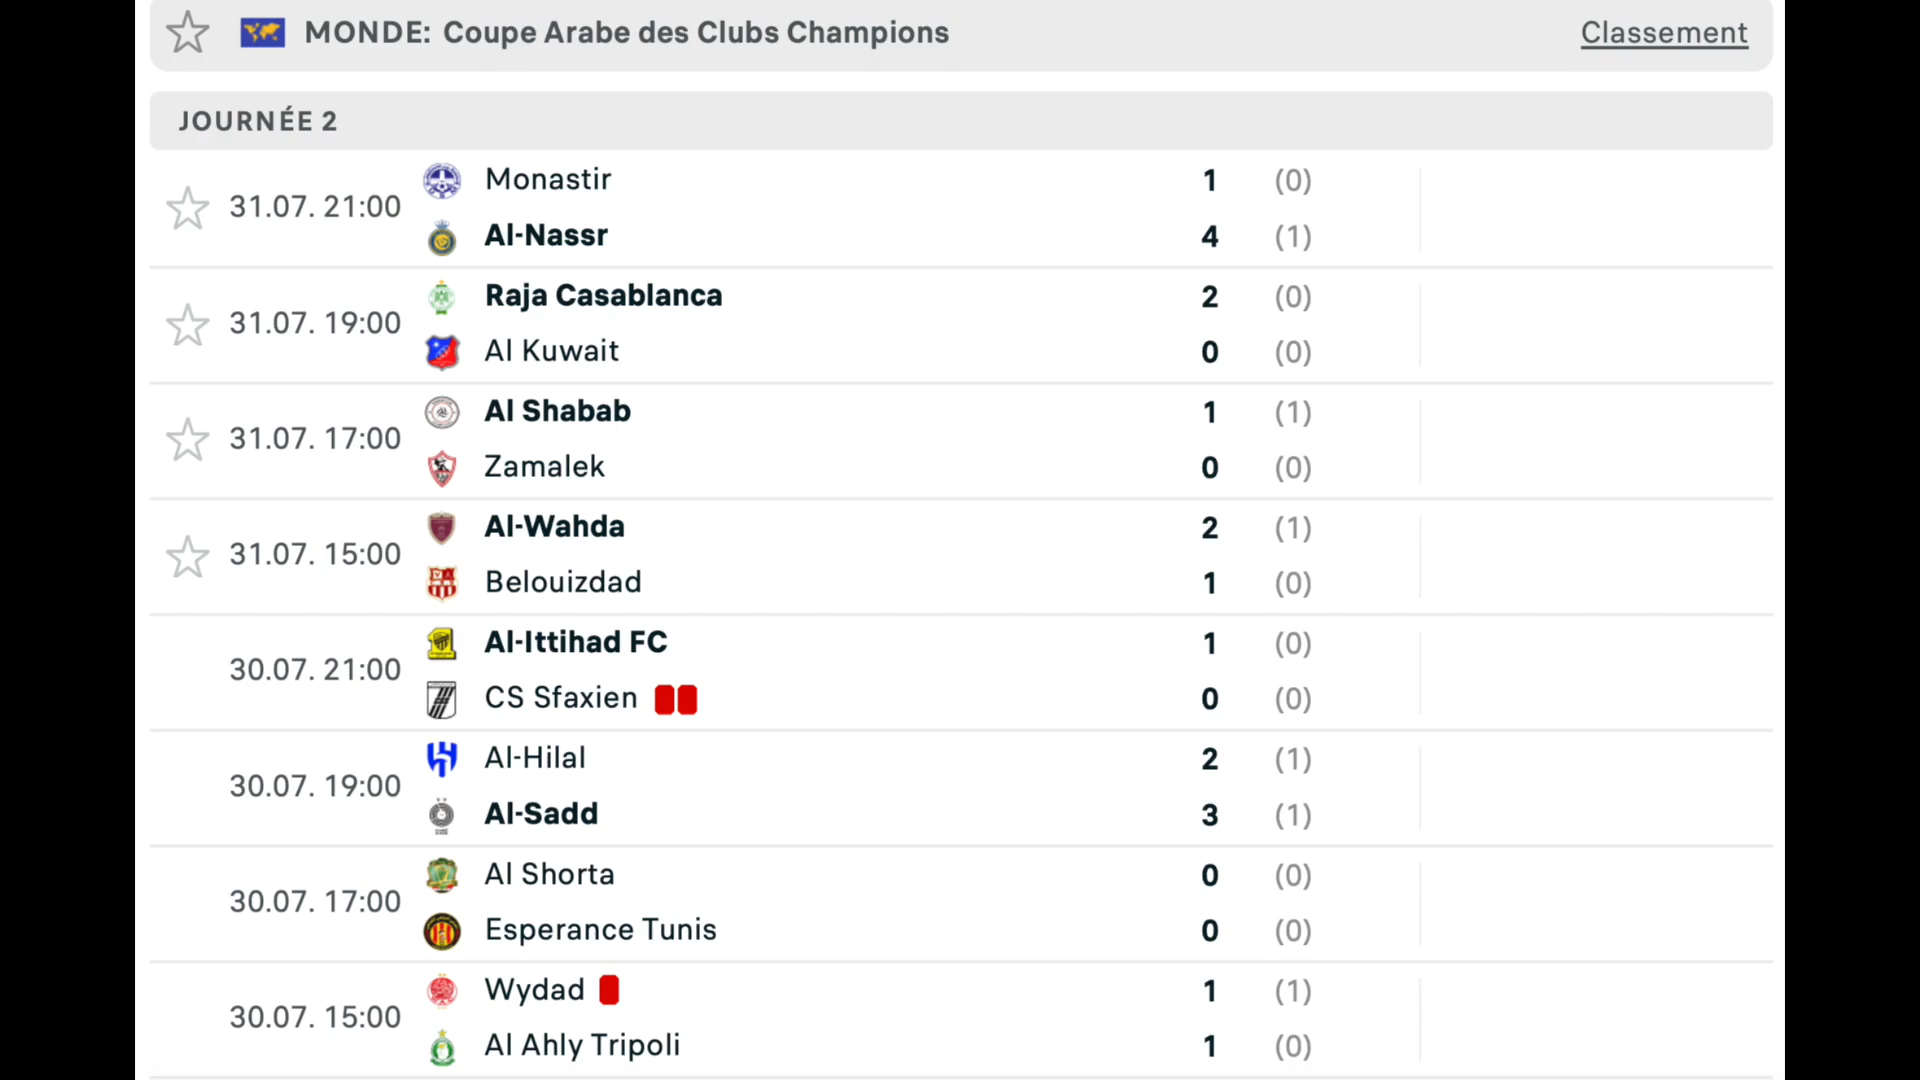 MONDE: Coupe Arabe des Clubs Champions Classement
JOURNÉE 2
31.07. 21:00
Monastir 1 (0)
Al-Nassr 4 (1)
31.07. 19:00
Raja Casablanca 2 (0)
Al Kuwait 0 (0)
31.07. 17:00
Al Shabab 1 (1)
Zamalek 0 (0)
31.07. 15:00
Al-Wahda 2 (1)
Belouizdad 1 (0)
30.07. 21:00
Al-Ittihad FC 1 (0)
CS Sfaxien 0 (0)
30.07. 19:00
Al-Hilal 2 (1)
Al-Sadd 3 (1)
30.07. 17:00
Al Shorta 0 (0)
Esperance Tunis 0 (0)
30.07. 15:00
Wydad 1 (1)
Al Ahly Tripoli 1 (0)